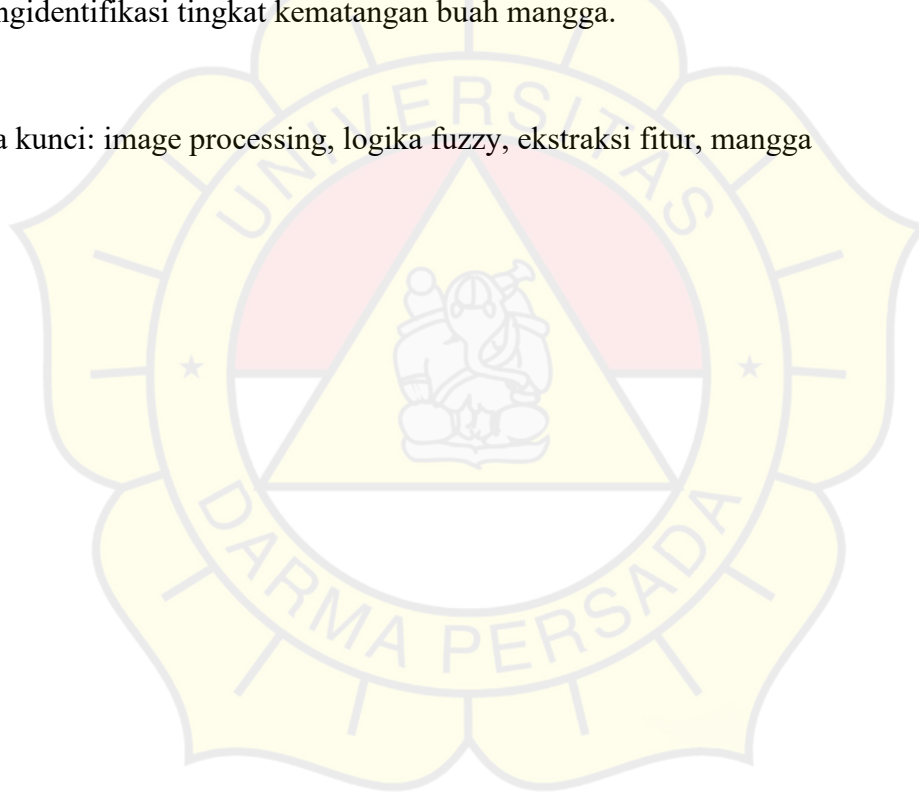 ngidentifikasi tingkat kematangan buah mangga.
a kunci: image processing, logika fuzzy, ekstraksi fitur, mangga
UNIVERSITAS
DARMA PERSADA